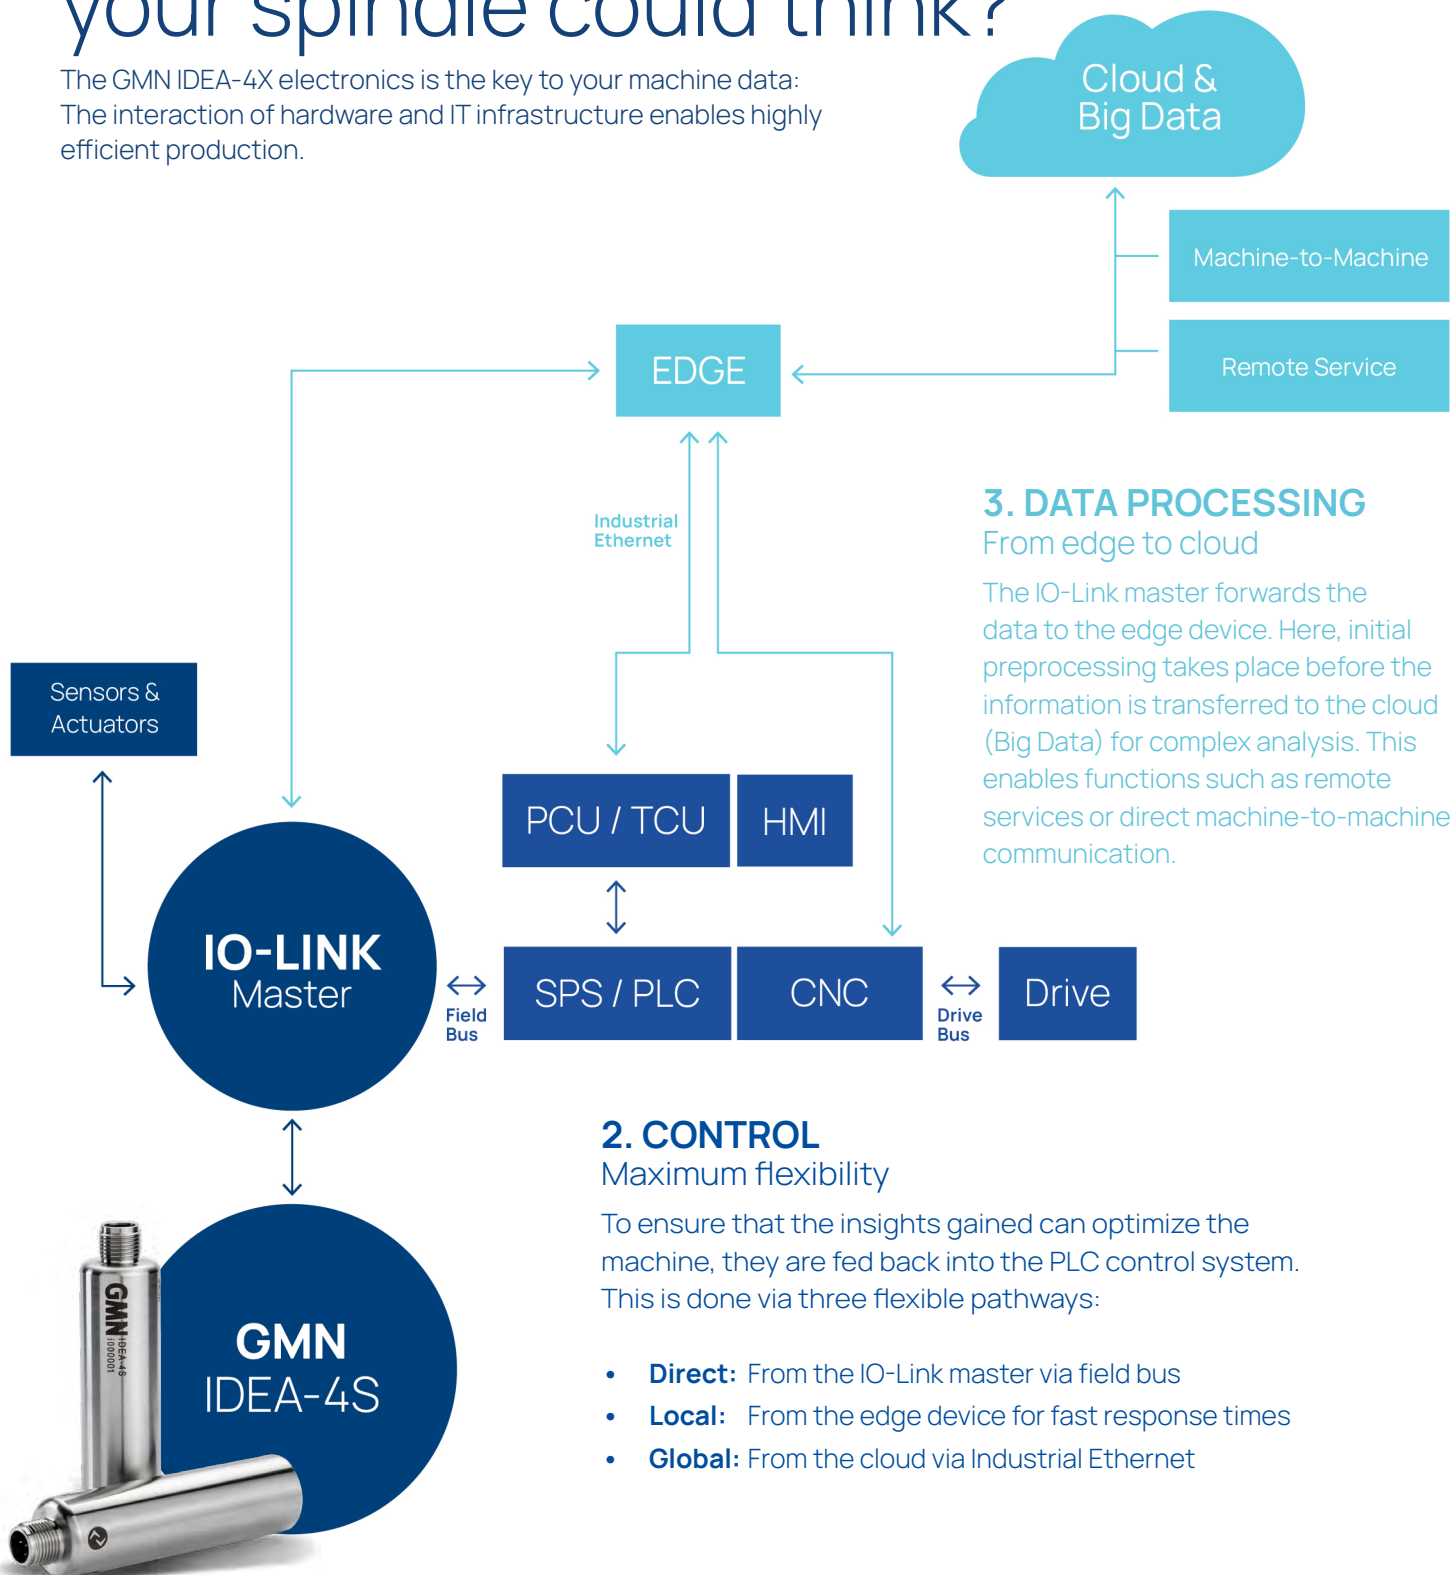 your spindle could think?
The GMN IDEA-4X electronics is the key to your machine data:
The interaction of hardware and IT infrastructure enables highly
efficient production.
Cloud &
Big Data
Machine-to-Machine
Remote Service
EDGE
Industrial
Ethernet
3. DATA PROCESSING
From edge to cloud
The IO-Link master forwards the
data to the edge device. Here, initial
preprocessing takes place before the
information is transferred to the cloud
(Big Data) for complex analysis. This
enables functions such as remote
services or direct machine-to-machine
communication.
Sensors &
Actuators
PCU / TCU
HMI
IO-LINK
Master
Field
Bus
SPS / PLC
CNC
Drive
Bus
Drive
2. CONTROL
Maximum flexibility
To ensure that the insights gained can optimize the
machine, they are fed back into the PLC control system.
This is done via three flexible pathways:
• Direct: From the IO-Link master via field bus
• Local: From the edge device for fast response times
• Global: From the cloud via Industrial Ethernet
GMN
IDEA-4S
GMN
IDEA-4S
i000001